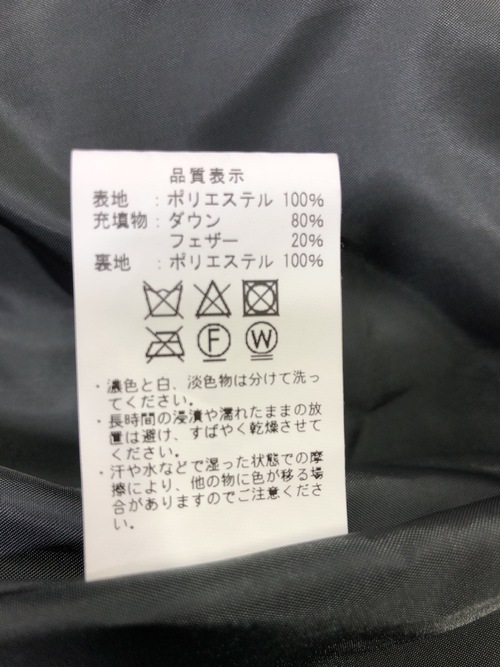 品質表示
表地 : ポリエステル 100%
充填物 : ダウン 80%
フェザー 20%
裏地 : ポリエステル 100%
F W
・濃色と白、淡色物は分けて洗っ
てください。
・長時間の浸漬や濡れたままの放
置は避け、すばやく乾燥させて
ください。
・汗や水などで湿った状態での摩
擦により、他の物に色が移る場
合がありますのでご注意くださ
い。